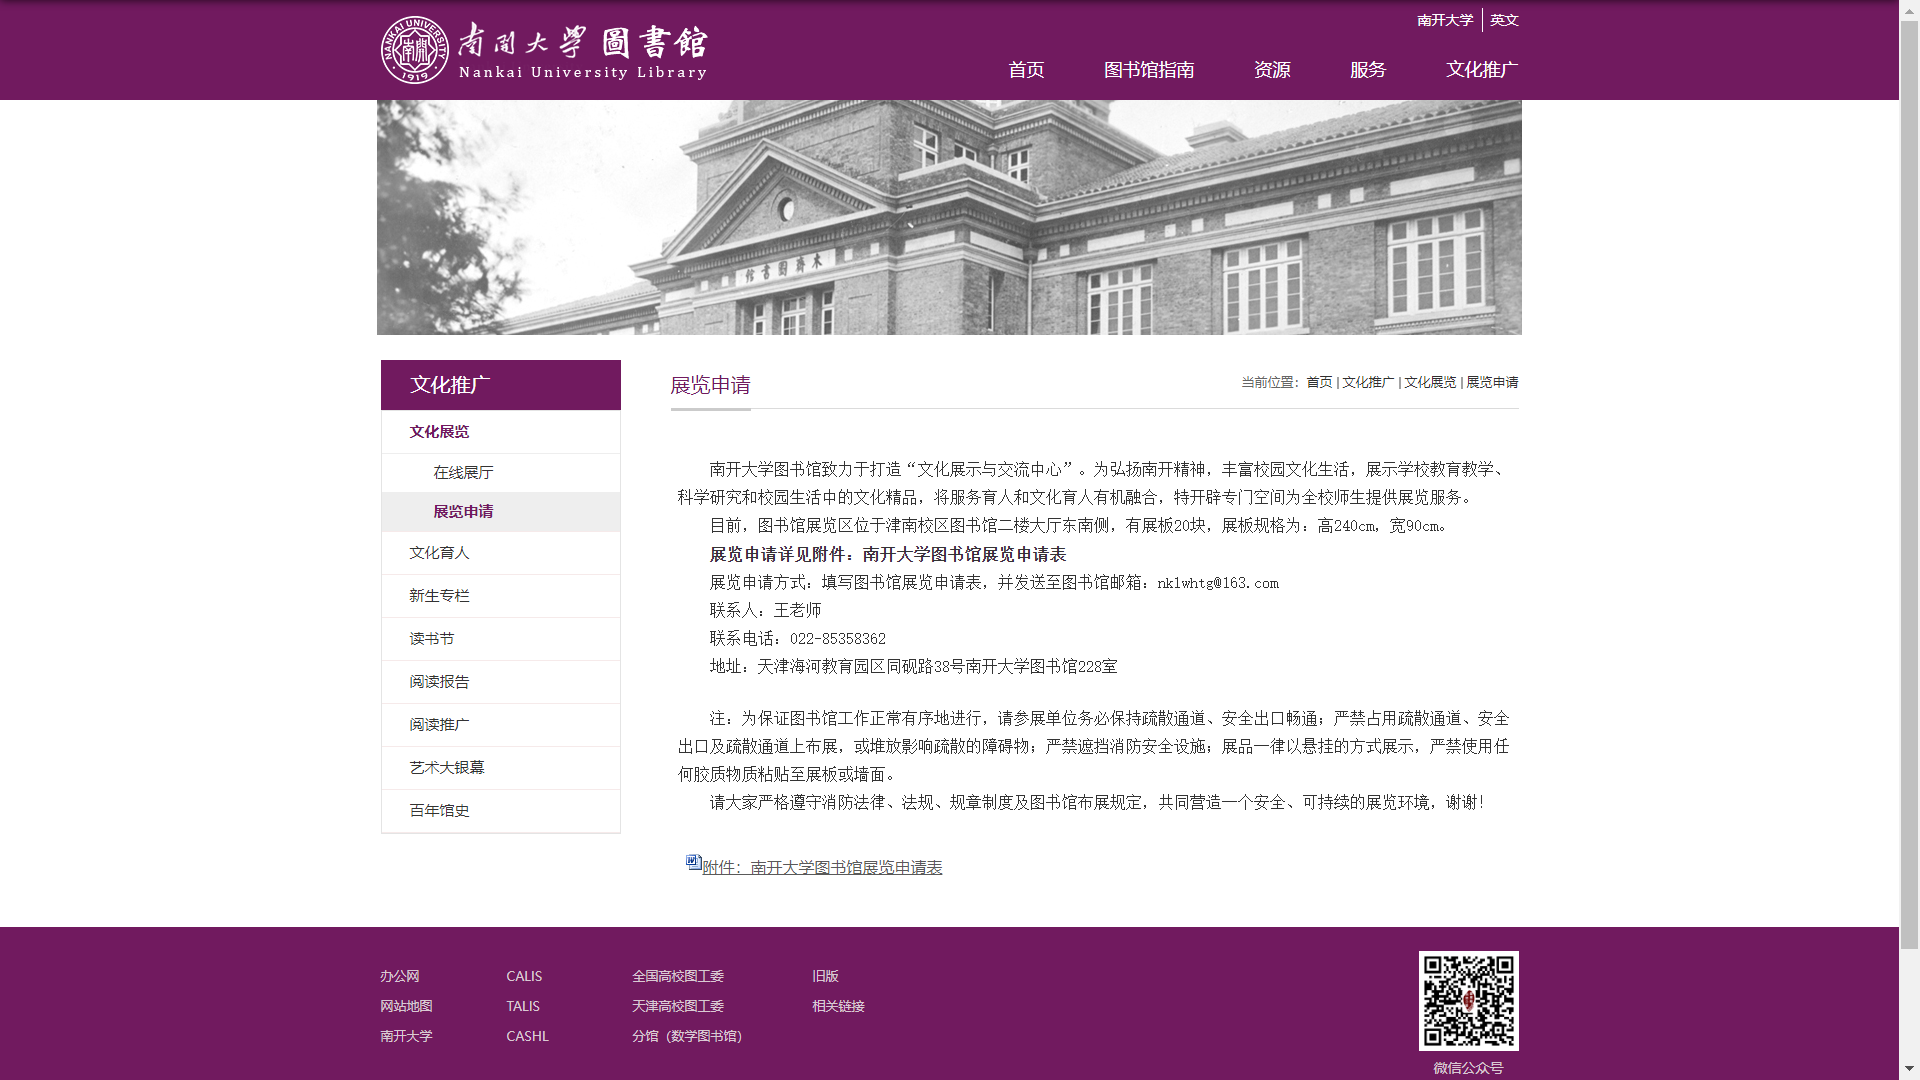 南開大學 圖書館
Nankai University Library
NANKAI UNIVERSITY
南開
1919
南开大学 英文
首页 图书馆指南 资源 服务 文化推广
木齋圖書館
文化推广
文化展览
在线展厅
展览申请
文化育人
新生专栏
读书节
阅读报告
阅读推广
艺术大银幕
百年馆史
展览申请
当前位置：首页 | 文化推广 | 文化展览 | 展览申请
南开大学图书馆致力于打造“文化展示与交流中心”。为弘扬南开精神，丰富校园文化生活，展示学校教育教学、
科学研究和校园生活中的文化精品，将服务育人和文化育人有机融合，特开辟专门空间为全校师生提供展览服务。
目前，图书馆展览区位于津南校区图书馆二楼大厅东南侧，有展板20块，展板规格为：高240cm，宽90cm。
展览申请详见附件：南开大学图书馆展览申请表
展览申请方式：填写图书馆展览申请表，并发送至图书馆邮箱：nklwhtg@163.com
联系人：王老师
联系电话：022-85358362
地址：天津海河教育园区同砚路38号南开大学图书馆228室
注：为保证图书馆工作正常有序地进行，请参展单位务必保持疏散通道、安全出口畅通；严禁占用疏散通道、安全
出口及疏散通道上布展，或堆放影响疏散的障碍物；严禁遮挡消防安全设施；展品一律以悬挂的方式展示，严禁使用任
何胶质物质粘贴至展板或墙面。
请大家严格遵守消防法律、法规、规章制度及图书馆布展规定，共同营造一个安全、可持续的展览环境，谢谢！
附件：南开大学图书馆展览申请表
办公网 CALIS 全国高校图工委 旧版
网站地图 TALIS 天津高校图工委 相关链接
南开大学 CASHL 分馆（数学图书馆）
微信公众号